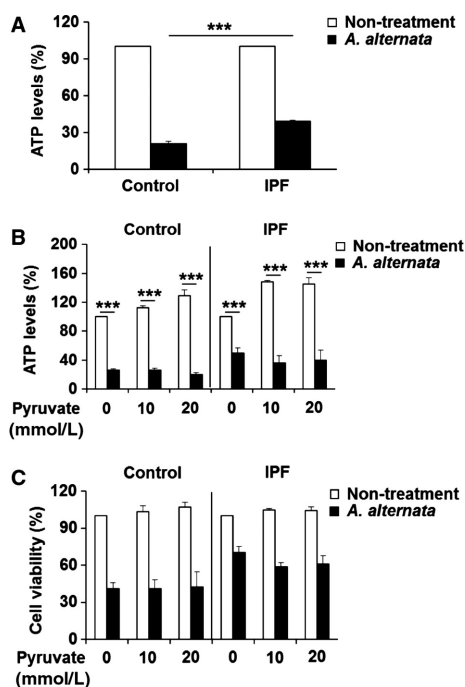 A
ATP levels (%)
120
90
60
30
0
***
Non-treatment
A. alternata
Control IPF
B
Control IPF
ATP levels (%)
200
160
120
80
40
0
*** *** *** *** *** ***
Non-treatment
A. alternata
Pyruvate 0 10 20 0 10 20
(mmol/L)
C
Control IPF
Cell viability (%)
120
90
60
30
0
Non-treatment
A. alternata
Pyruvate 0 10 20 0 10 20
(mmol/L)